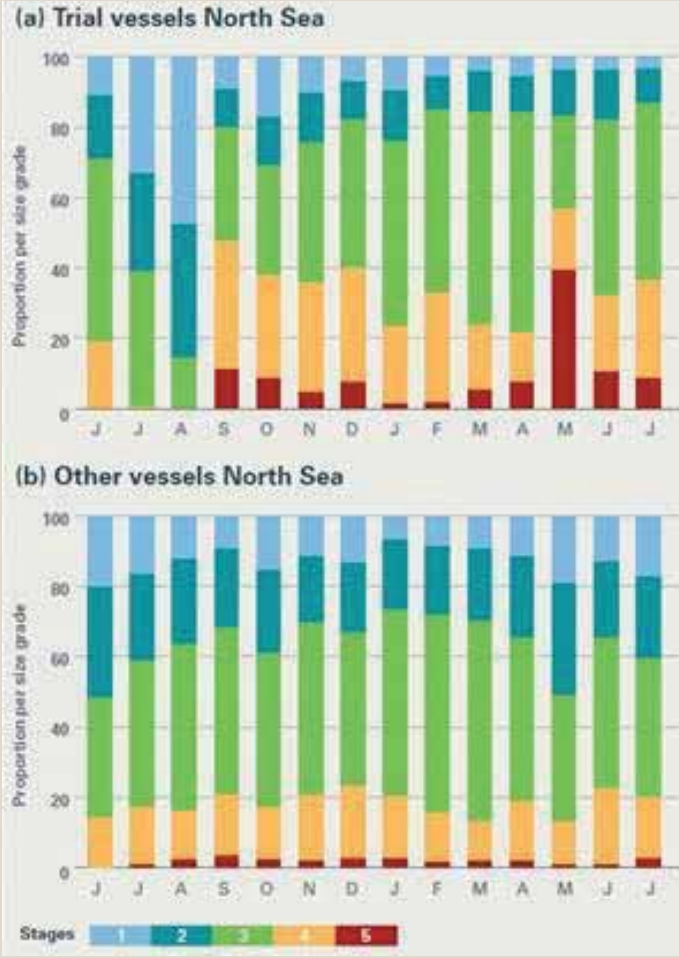 (a) Trial vessels North Sea
Proportion per size grade
100
80
60
40
20
0
J J A S O N D J F M A M J J
(b) Other vessels North Sea
Proportion per size grade
100
80
60
40
20
0
J J A S O N D J F M A M J J
Stages 1 2 3 4 5